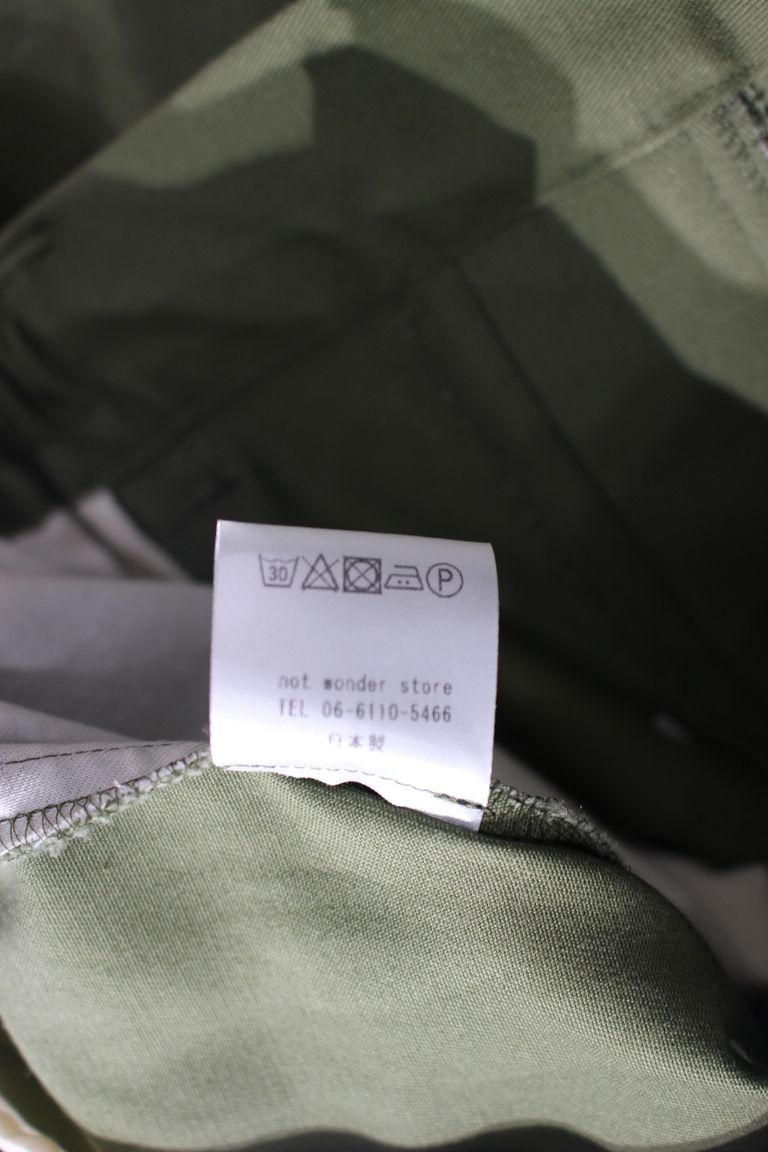 30 P
not wonder store
TEL 06-6110-5466
日本製